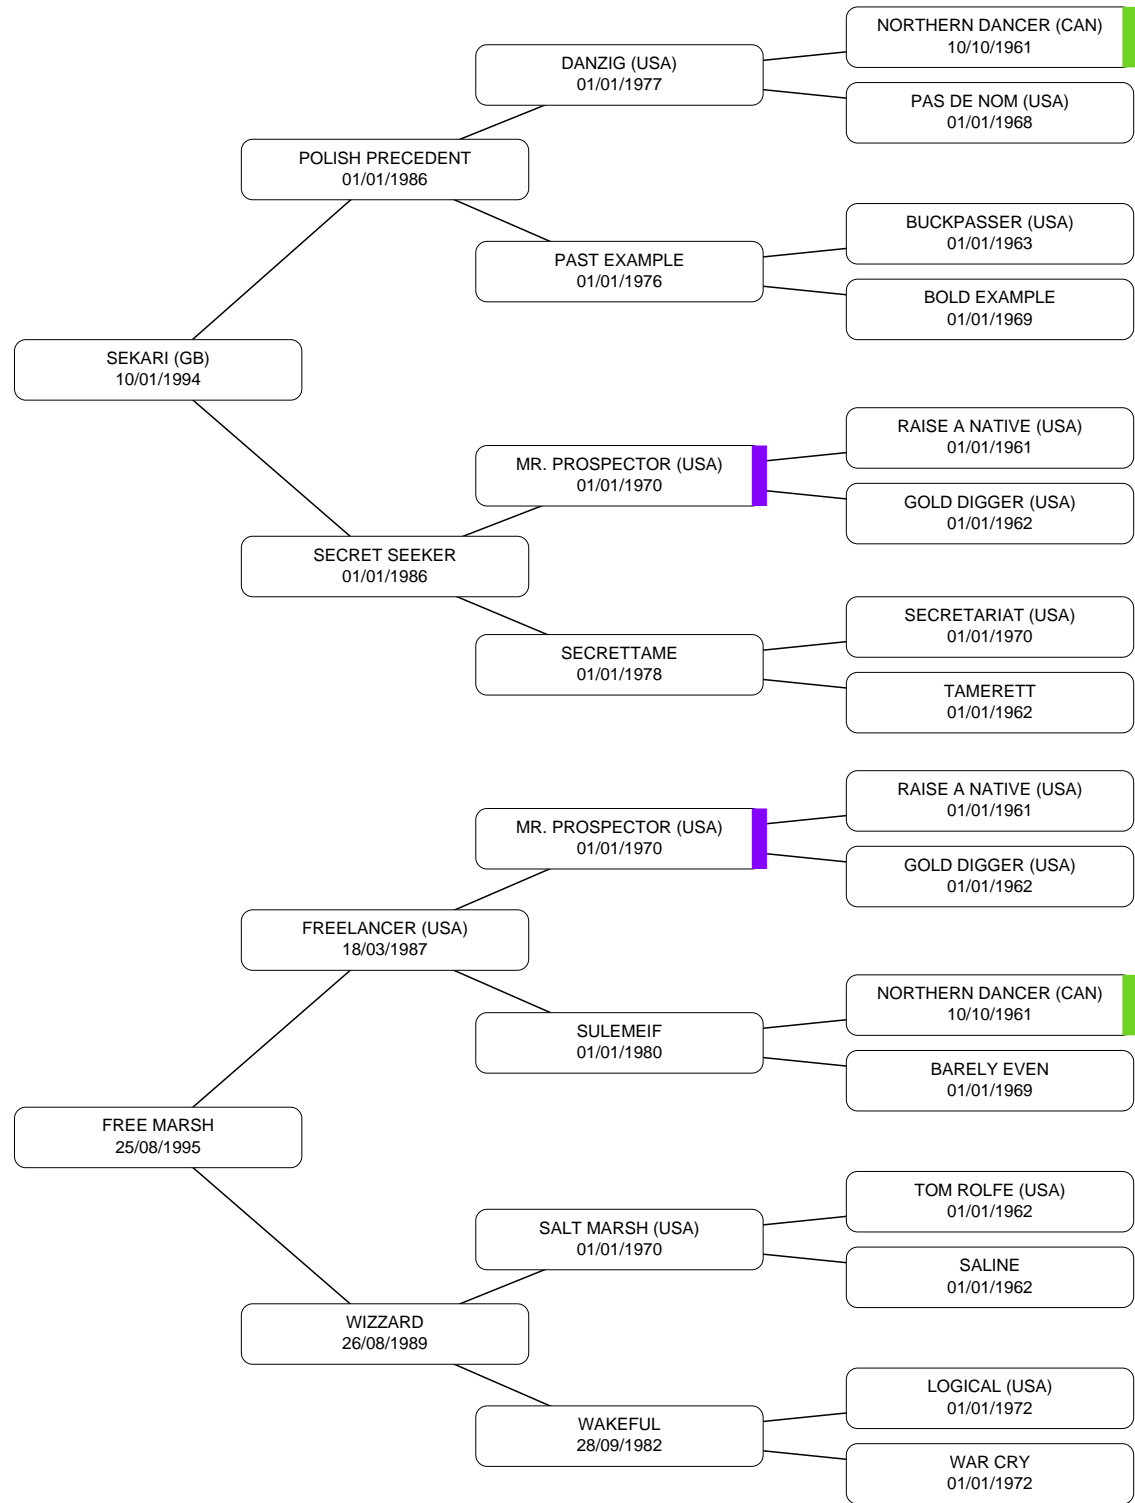 NORTHERN DANCER (CAN)
10/10/1961
DANZIG (USA)
01/01/1977
PAS DE NOM (USA)
01/01/1968
POLISH PRECEDENT
01/01/1986
BUCKPASSER (USA)
01/01/1963
PAST EXAMPLE
01/01/1976
BOLD EXAMPLE
01/01/1969
SEKARI (GB)
10/01/1994
RAISE A NATIVE (USA)
01/01/1961
MR. PROSPECTOR (USA)
01/01/1970
GOLD DIGGER (USA)
01/01/1962
SECRET SEEKER
01/01/1986
SECRETARIAT (USA)
01/01/1970
SECRETTAME
01/01/1978
TAMERETT
01/01/1962
RAISE A NATIVE (USA)
01/01/1961
MR. PROSPECTOR (USA)
01/01/1970
GOLD DIGGER (USA)
01/01/1962
FREELANCER (USA)
18/03/1987
NORTHERN DANCER (CAN)
10/10/1961
SULEMEIF
01/01/1980
BARELY EVEN
01/01/1969
FREE MARSH
25/08/1995
TOM ROLFE (USA)
01/01/1962
SALT MARSH (USA)
01/01/1970
SALINE
01/01/1962
WIZZARD
26/08/1989
LOGICAL (USA)
01/01/1972
WAKEFUL
28/09/1982
WAR CRY
01/01/1972